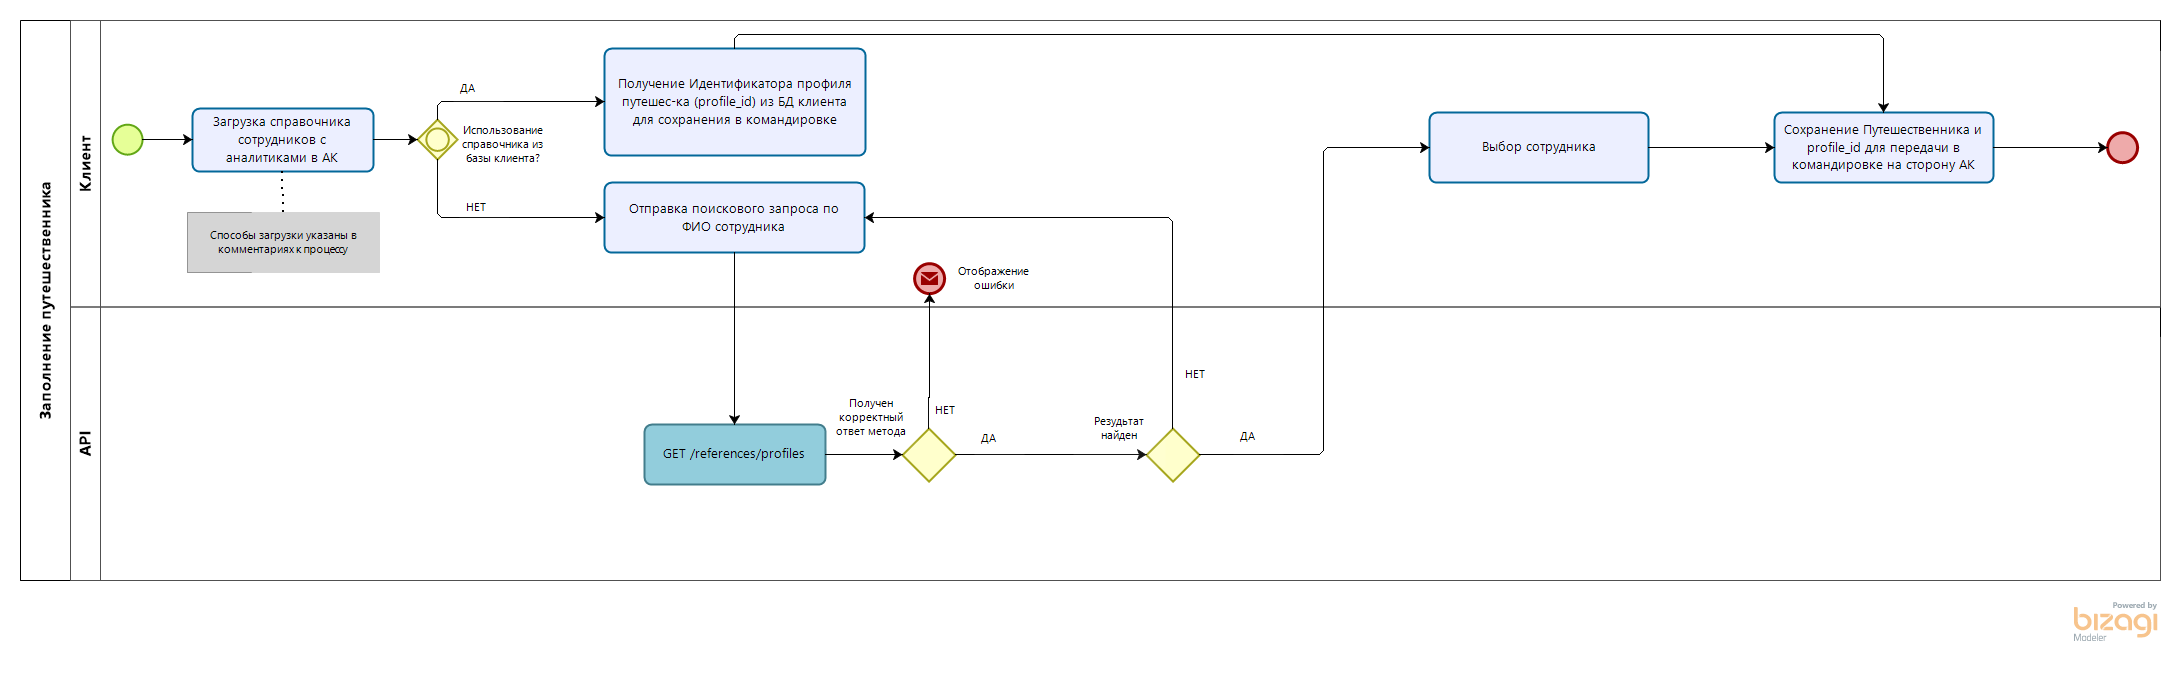 Заполнение путешественника
Клиент
API
Загрузка справочника
сотрудников с
аналитиками в АК
Способы загрузки указаны в
комментариях к процессу
ДА
Использование
справочника из
базы клиента?
НЕТ
Получение Идентификатора профиля
путешес-ка (profile_id) из БД клиента
для сохранения в командировке
Отправка поискового запроса по
ФИО сотрудника
Отображение
ошибки
Выбор сотрудника
Сохранение Путешественника и
profile_id для передачи в
командировке на сторону АК
GET /references/profiles
Получен
корректный
ответ метода
НЕТ
ДА
Резудьтат
найден
НЕТ
ДА
Powered by
bizagi
Modeler